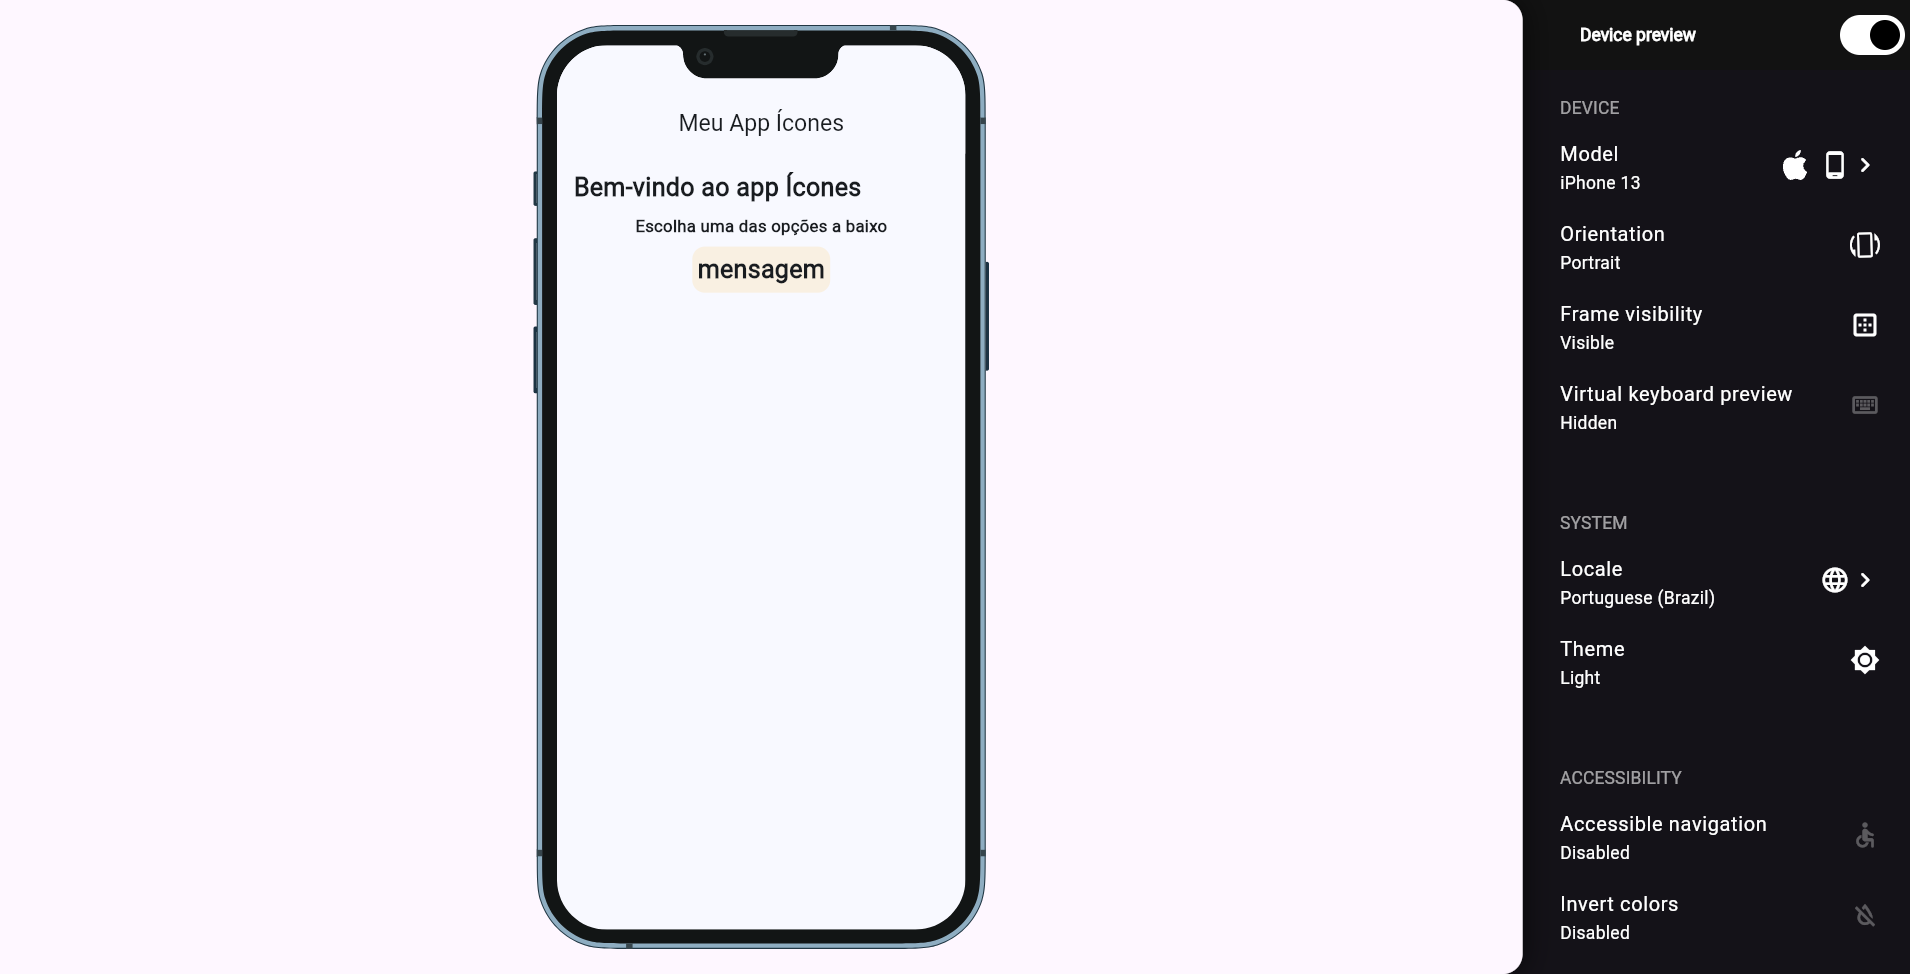 Meu App Ícones
Bem-vindo ao app Ícones
Escolha uma das opções a baixo
mensagem
Device preview
DEVICE
Model
iPhone 13
Orientation
Portrait
Frame visibility
Visible
Virtual keyboard preview
Hidden
SYSTEM
Locale
Portuguese (Brazil)
Theme
Light
ACCESSIBILITY
Accessible navigation
Disabled
Invert colors
Disabled